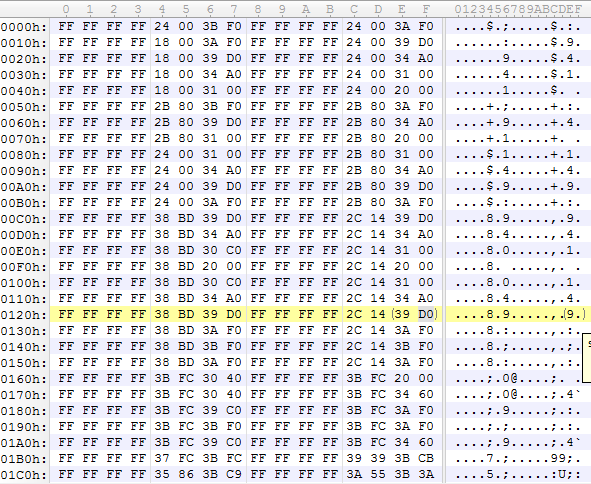 0 1 2 3 4 5 6 7 8 9 A B C D E F 0123456789ABCDEF
0000h: FF FF FF FF 24 00 3B F0 FF FF FF FF 24 00 3A F0 ....$.;.....$.:.
0010h: FF FF FF FF 18 00 3A F0 FF FF FF FF 24 00 39 D0 ......:.....$.9.
0020h: FF FF FF FF 18 00 39 D0 FF FF FF FF 24 00 34 A0 ......9.....$.4.
0030h: FF FF FF FF 18 00 34 A0 FF FF FF FF 24 00 31 00 ......4.....$.1.
0040h: FF FF FF FF 18 00 31 00 FF FF FF FF 24 00 20 00 ......1.....$. .
0050h: FF FF FF FF 2B 80 3B F0 FF FF FF FF 2B 80 3A F0 ....+.;.....+.:.
0060h: FF FF FF FF 2B 80 39 D0 FF FF FF FF 2B 80 34 A0 ....+.9.....+.4.
0070h: FF FF FF FF 2B 80 31 00 FF FF FF FF 2B 80 20 00 ....+.1.....+. .
0080h: FF FF FF FF 24 00 31 00 FF FF FF FF 2B 80 31 00 ....$.1.....+.1.
0090h: FF FF FF FF 24 00 34 A0 FF FF FF FF 2B 80 34 A0 ....$.4.....+.4.
00A0h: FF FF FF FF 24 00 39 D0 FF FF FF FF 2B 80 39 D0 ....$.9.....+.9.
00B0h: FF FF FF FF 24 00 3A F0 FF FF FF FF 2B 80 3A F0 ....$.:.....+.:.
00C0h: FF FF FF FF 38 BD 39 D0 FF FF FF FF 2C 14 39 D0 ....8.9.....,.9.
00D0h: FF FF FF FF 38 BD 34 A0 FF FF FF FF 2C 14 34 A0 ....8.4.....,.4.
00E0h: FF FF FF FF 38 BD 30 C0 FF FF FF FF 2C 14 31 00 ....8.0.....,.1.
00F0h: FF FF FF FF 38 BD 20 00 FF FF FF FF 2C 14 20 00 ....8. .....,. .
0100h: FF FF FF FF 38 BD 30 C0 FF FF FF FF 2C 14 31 00 ....8.0.....,.1.
0110h: FF FF FF FF 38 BD 34 A0 FF FF FF FF 2C 14 34 A0 ....8.4.....,.4.
0120h: FF FF FF FF 38 BD 39 D0 FF FF FF FF 2C 14 (39 D0) ....8.9.....,.(9.)
0130h: FF FF FF FF 38 BD 3A F0 FF FF FF FF 2C 14 3A F0 ....8.:.....,.:.
0140h: FF FF FF FF 38 BD 3B F0 FF FF FF FF 2C 14 3B F0 ....8.;.....,.;.
0150h: FF FF FF FF 38 BD 3A F0 FF FF FF FF 2C 14 3A F0 ....8.:.....,.:.
0160h: FF FF FF FF 3B FC 30 40 FF FF FF FF 3B FC 20 00 ....;.0@....;. .
0170h: FF FF FF FF 3B FC 30 40 FF FF FF FF 3B FC 34 60 ....;.0@....;.4`
0180h: FF FF FF FF 3B FC 39 C0 FF FF FF FF 3B FC 3A F0 ....;.9.....;.:.
0190h: FF FF FF FF 3B FC 3B F0 FF FF FF FF 3B FC 3A F0 ....;.;.....;.:.
01A0h: FF FF FF FF 3B FC 39 C0 FF FF FF FF 3B FC 34 60 ....;.9.....;.4`
01B0h: FF FF FF FF 37 FC 3B FC FF FF FF FF 39 39 3B CB ....7.;.....99;.
01C0h: FF FF FF FF 35 86 3B C9 FF FF FF FF 3A 55 3B 3A ....5.;.....:U;: